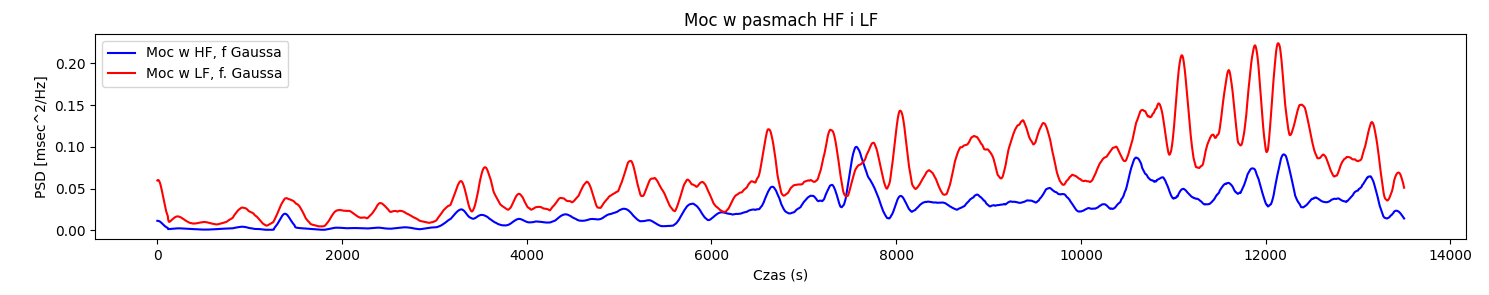 Moc w pasmach HF i LF
Moc w HF, f Gaussa
Moc w LF, f. Gaussa
PSD [msec^2/Hz]
0.20
0.15
0.10
0.05
0.00
0 2000 4000 6000 8000 10000 12000 14000
Czas (s)